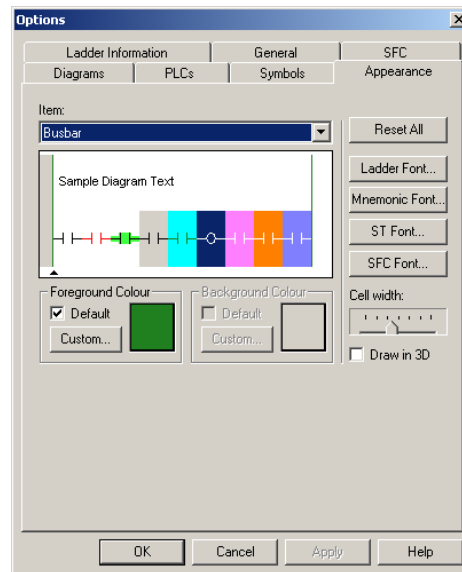 Options
Ladder Information General SFC
Diagrams PLCs Symbols Appearance
Item:
Busbar
Reset All
Sample Diagram Text
Ladder Font...
Mnemonic Font...
ST Font...
SFC Font...
Foreground Colour
Default
Custom...
Background Colour
Default
Custom...
Cell width:
Draw in 3D
OK Cancel Apply Help